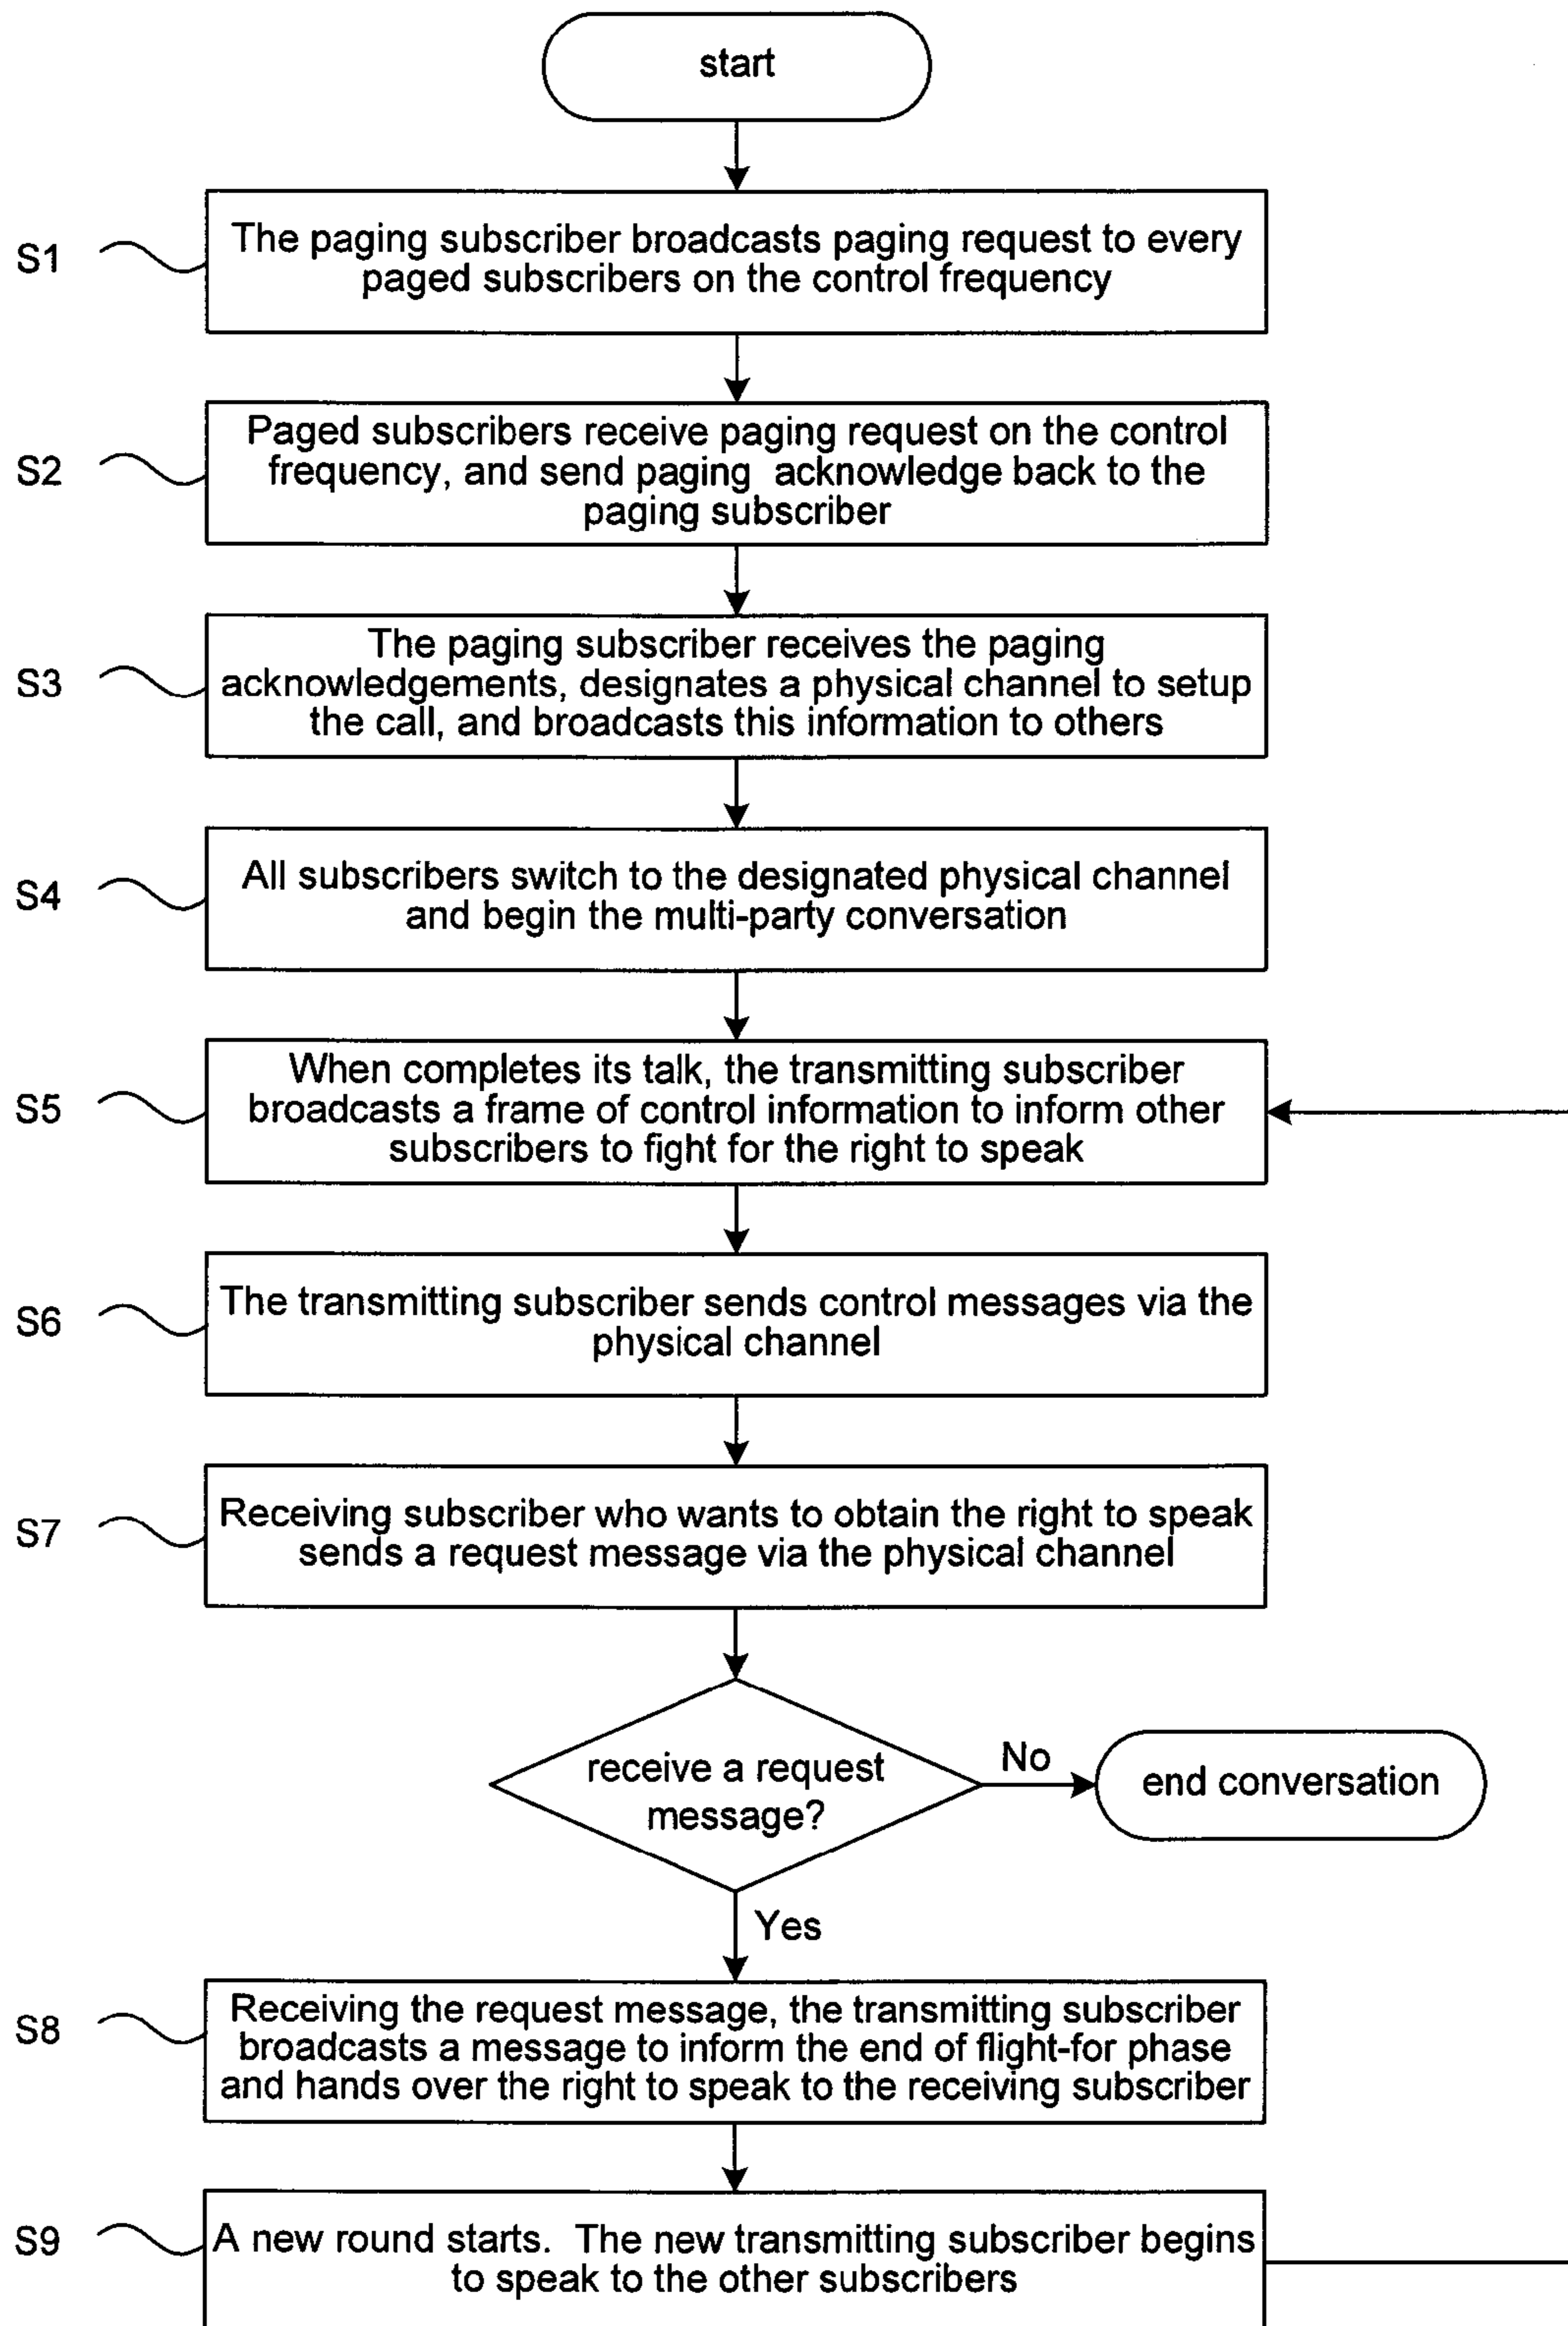 start
S1
The paging subscriber broadcasts paging request to every
paged subscribers on the control frequency
S2
Paged subscribers receive paging request on the control
frequency, and send paging acknowledge back to the
paging subscriber
S3
The paging subscriber receives the paging
acknowledgements, designates a physical channel to setup
the call, and broadcasts this information to others
S4
All subscribers switch to the designated physical channel
and begin the multi-party conversation
S5
When completes its talk, the transmitting subscriber
broadcasts a frame of control information to inform other
subscribers to fight for the right to speak
S6
The transmitting subscriber sends control messages via the
physical channel
S7
Receiving subscriber who wants to obtain the right to speak
sends a request message via the physical channel
receive a request
message?
No
end conversation
Yes
S8
Receiving the request message, the transmitting subscriber
broadcasts a message to inform the end of flight-for phase
and hands over the right to speak to the receiving subscriber
S9
A new round starts. The new transmitting subscriber begins
to speak to the other subscribers